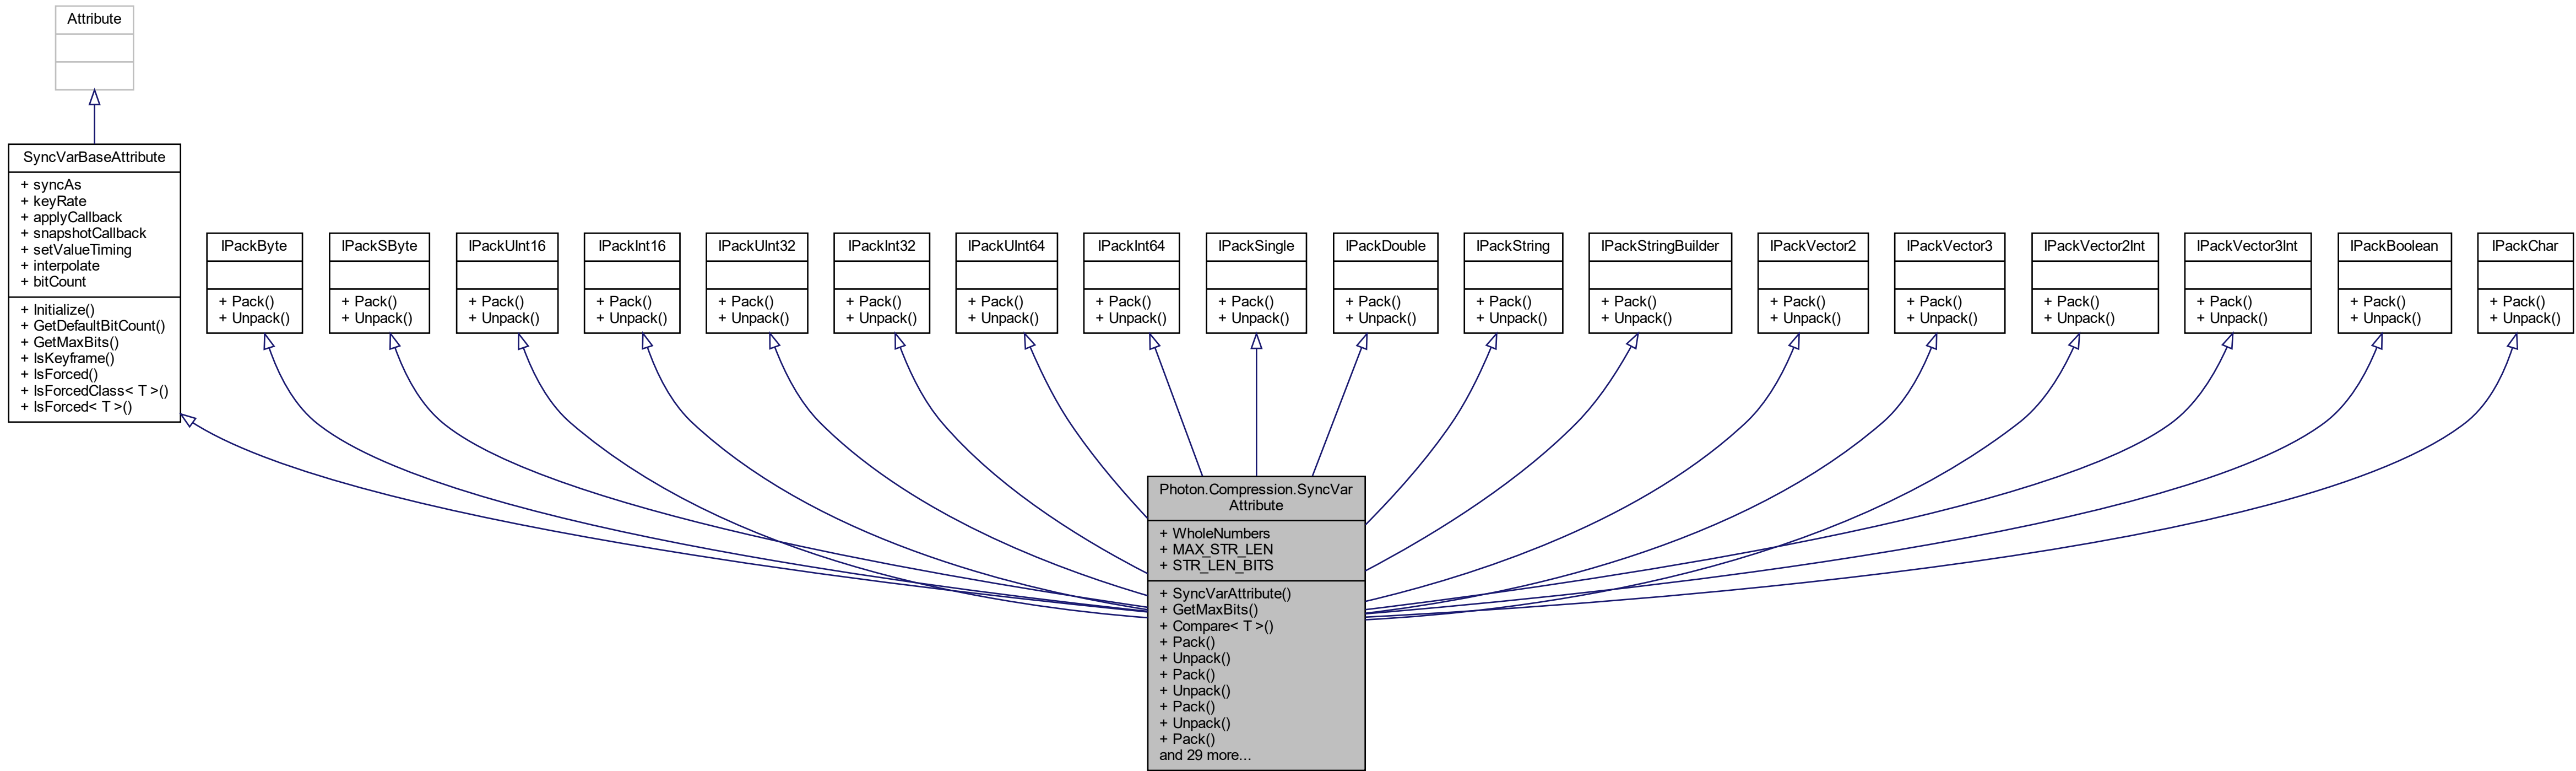 Attribute
SyncVarBaseAttribute
+ syncAs
+ keyRate
+ applyCallback
+ snapshotCallback
+ setValueTiming
+ interpolate
+ bitCount
+ Initialize()
+ GetDefaultBitCount()
+ GetMaxBits()
+ IsKeyframe()
+ IsForced()
+ IsForcedClass< T >()
+ IsForced< T >()
IPackByte
+ Pack()
+ Unpack()
IPackSByte
+ Pack()
+ Unpack()
IPackUInt16
+ Pack()
+ Unpack()
IPackInt16
+ Pack()
+ Unpack()
IPackUInt32
+ Pack()
+ Unpack()
IPackInt32
+ Pack()
+ Unpack()
IPackUInt64
+ Pack()
+ Unpack()
IPackInt64
+ Pack()
+ Unpack()
IPackSingle
+ Pack()
+ Unpack()
IPackDouble
+ Pack()
+ Unpack()
IPackString
+ Pack()
+ Unpack()
IPackStringBuilder
+ Pack()
+ Unpack()
IPackVector2
+ Pack()
+ Unpack()
IPackVector3
+ Pack()
+ Unpack()
IPackVector2Int
+ Pack()
+ Unpack()
IPackVector3Int
+ Pack()
+ Unpack()
IPackBoolean
+ Pack()
+ Unpack()
IPackChar
+ Pack()
+ Unpack()
Photon.Compression.SyncVar
Attribute
+ WholeNumbers
+ MAX_STR_LEN
+ STR_LEN_BITS
+ SyncVarAttribute()
+ GetMaxBits()
+ Compare< T >()
+ Pack()
+ Unpack()
+ Pack()
+ Unpack()
+ Pack()
+ Unpack()
+ Pack()
and 29 more...